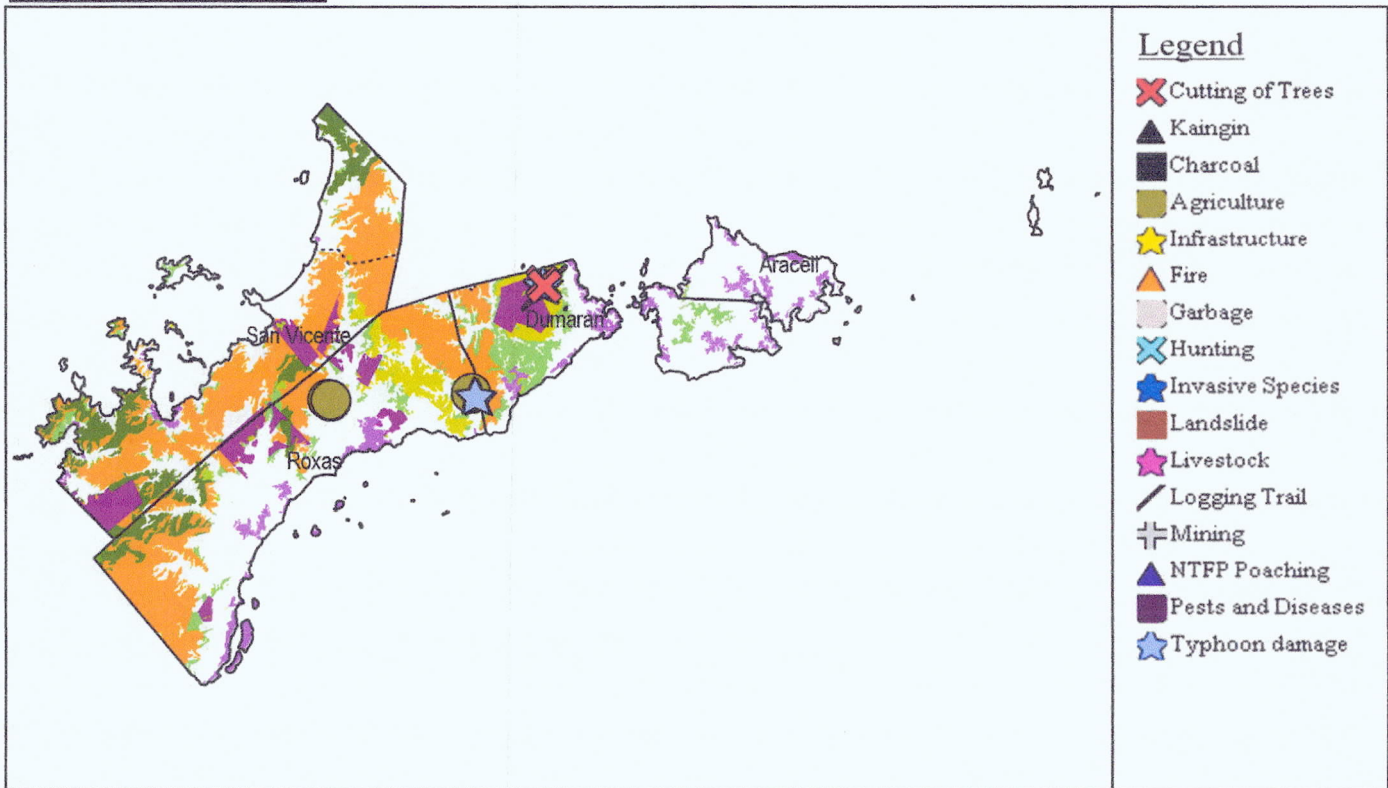 San Vicente
Roxas
Dumaran
Araceli
Legend
Cutting of Trees
Kaingin
Charcoal
Agriculture
Infrastructure
Fire
Garbage
Hunting
Invasive Species
Landslide
Livestock
Logging Trail
Mining
NTFP Poaching
Pests and Diseases
Typhoon damage